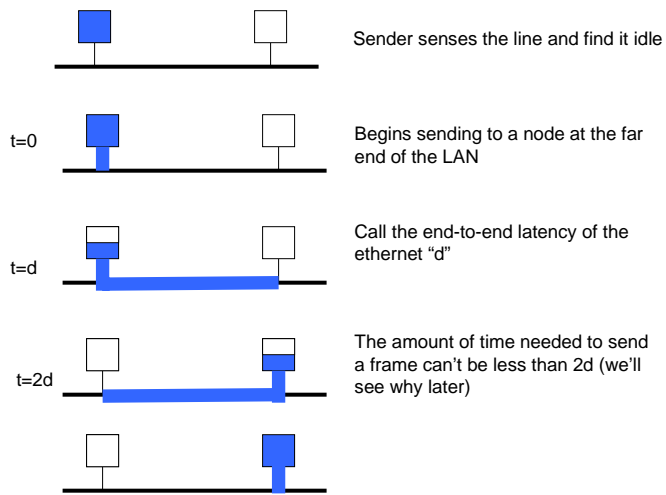 Sender senses the line and find it idle
t=0
Begins sending to a node at the far
end of the LAN
t=d
Call the end-to-end latency of the
ethernet “d”
t=2d
The amount of time needed to send
a frame can’t be less than 2d (we’ll
see why later)